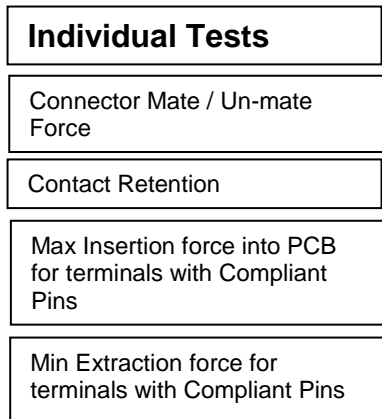 Individual Tests
Connector Mate / Un-mate
Force
Contact Retention
Max Insertion force into PCB
for terminals with Compliant
Pins
Min Extraction force for
terminals with Compliant Pins